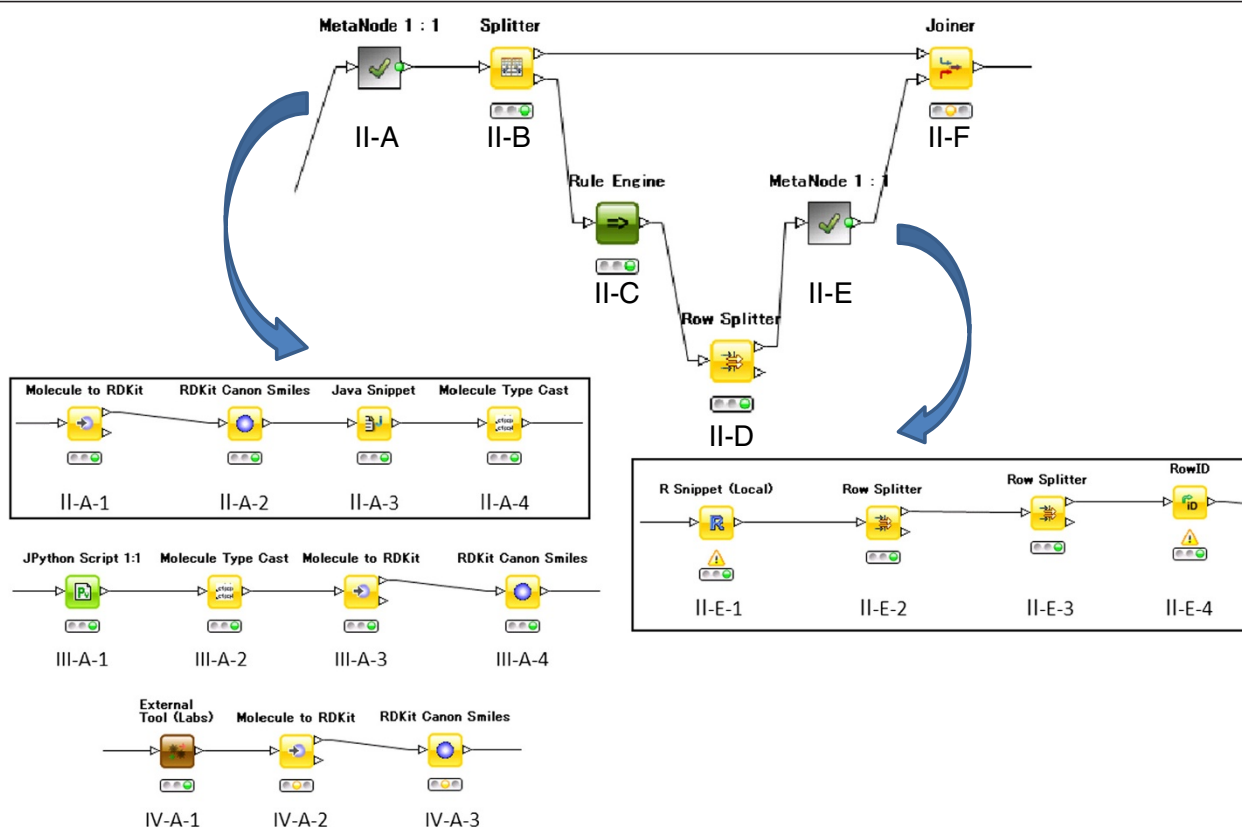 MetaNode 1 : 1
Splitter
Joiner
II-A
II-B
II-F
Rule Engine
MetaNode 1 : 1
II-C
II-E
Row Splitter
II-D
Molecule to RDKit
RDKit Canon Smiles
Java Snippet
Molecule Type Cast
II-A-1
II-A-2
II-A-3
II-A-4
R Snippet (Local)
Row Splitter
Row Splitter
RowID
II-E-1
II-E-2
II-E-3
II-E-4
JPython Script 1:1
Molecule Type Cast
Molecule to RDKit
RDKit Canon Smiles
III-A-1
III-A-2
III-A-3
III-A-4
External
Tool (Labs)
Molecule to RDKit
RDKit Canon Smiles
IV-A-1
IV-A-2
IV-A-3